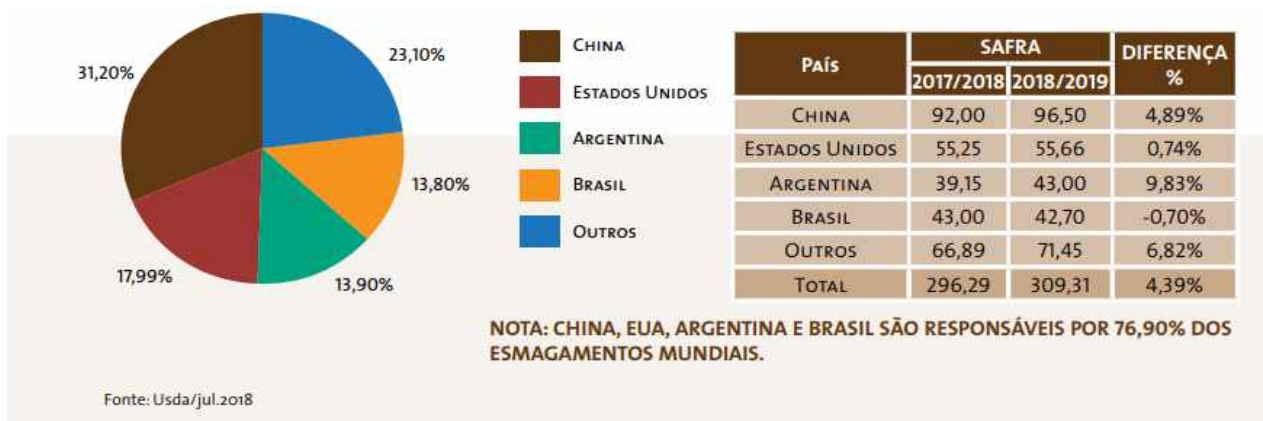 31,20%
23,10%
13,80%
13,90%
17,99%
CHINA
ESTADOS UNIDOS
ARGENTINA
BRASIL
OUTROS
PAÍS SAFRA DIFERENÇA %
2017/2018 2018/2019
CHINA 92,00 96,50 4,89%
ESTADOS UNIDOS 55,25 55,66 0,74%
ARGENTINA 39,15 43,00 9,83%
BRASIL 43,00 42,70 -0,70%
OUTROS 66,89 71,45 6,82%
TOTAL 296,29 309,31 4,39%
NOTA: CHINA, EUA, ARGENTINA E BRASIL SÃO RESPONSÁVEIS POR 76,90% DOS
ESMAGAMENTOS MUNDIAIS.
Fonte: Usda/jul.2018